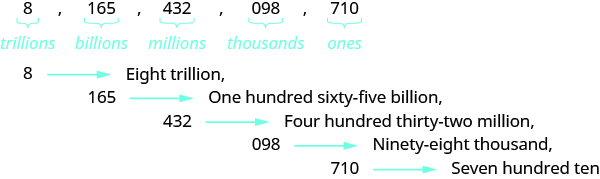 8 , 165 , 432 , 098 , 710
trillions billions millions thousands ones
8 Eight trillion,
165 One hundred sixty-five billion,
432 Four hundred thirty-two million,
098 Ninety-eight thousand,
710 Seven hundred ten